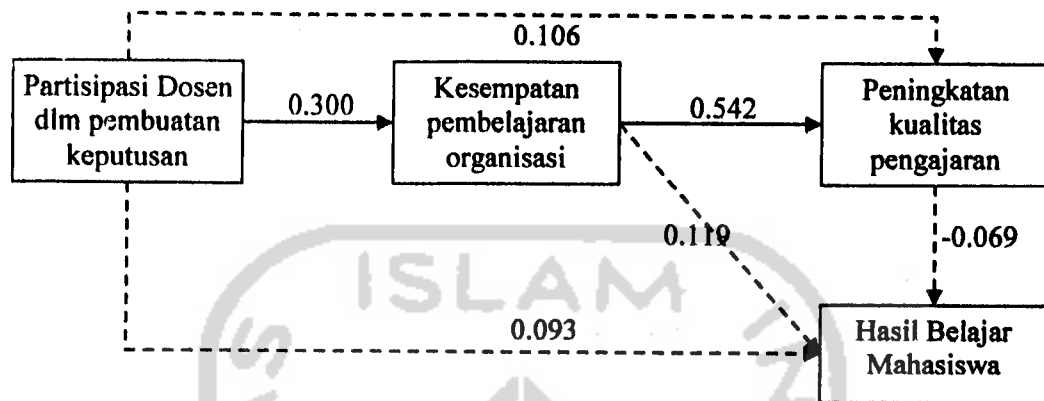 0.106
Partisipasi Dosen
dlm pembuatan
keputusan
0.300
Kesempatan
pembelajaran
organisasi
0.542
Peningkatan
kualitas
pengajaran
0.119
-0.069
ISLAM
0.093
Hasil Belajar
Mahasiswa